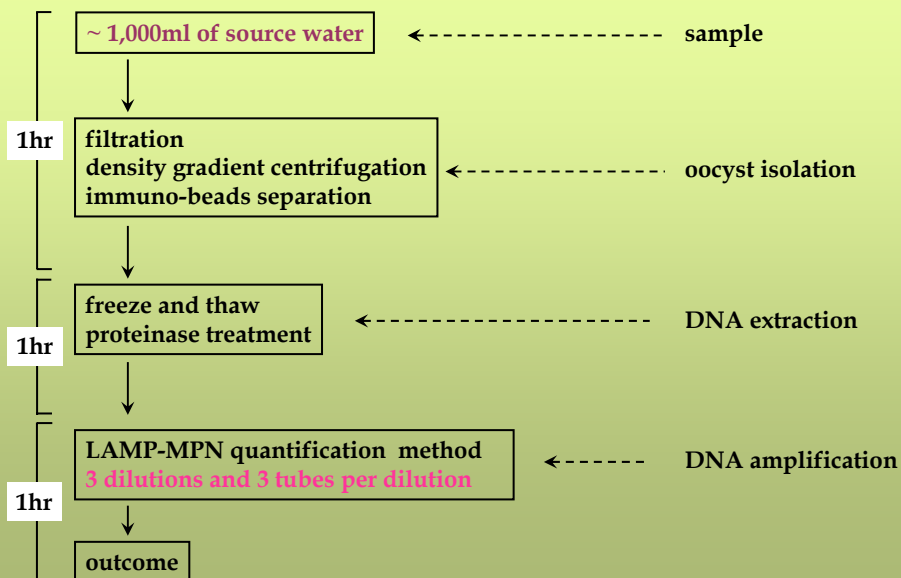 ~ 1,000ml of source water
sample
1hr
filtration
density gradient centrifugation
immuno-beads separation
oocyst isolation
1hr
freeze and thaw
proteinase treatment
DNA extraction
1hr
LAMP-MPN quantification method
3 dilutions and 3 tubes per dilution
DNA amplification
outcome